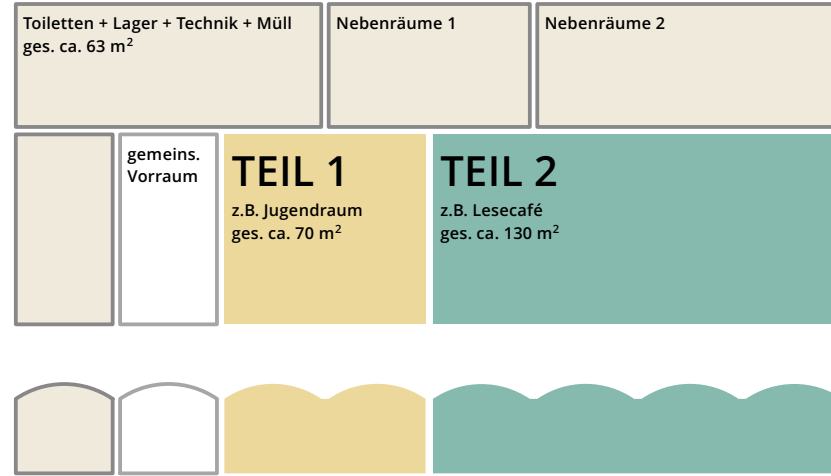 Toiletten + Lager + Technik + Müll
ges. ca. 63 m²
Nebenräume 1
Nebenräume 2
gemeins.
Vorraum
TEIL 1
z.B. Jugendraum
ges. ca. 70 m²
TEIL 2
z.B. Lesecafé
ges. ca. 130 m²